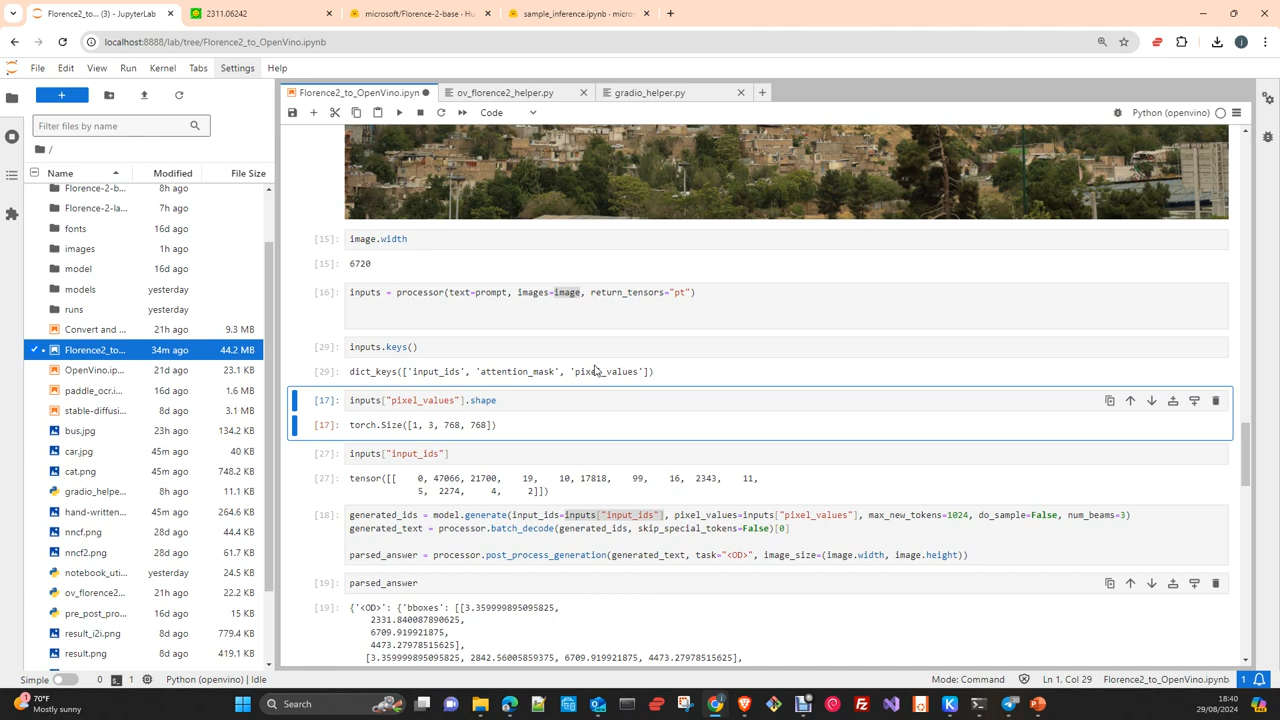 Florence2_to... (3) - JupyterLab
2311.06242
microsoft/Florence-2-base · Hu
sample_inference.ipynb · micros
localhost:8888/lab/tree/Florence2_to_OpenVino.ipynb
File Edit View Run Kernel Tabs Settings Help
Florence2_to_OpenVino.ipyn
ov_florence2_helper.py
gradio_helper.py
Code
Python (openvino)
Filter files by name
/
Name Modified File Size
Florence-2-b... 8h ago
Florence-2-la... 7h ago
fonts 16d ago
images 1h ago
model 16d ago
models yesterday
runs yesterday
Convert and ... 21h ago 9.3 MB
Florence2_to... 34m ago 44.2 MB
OpenVino.ip... 21d ago 23.1 KB
paddle_ocr.i... 16d ago 1.6 MB
stable-diffusi... 8d ago 3.1 MB
bus.jpg 22h ago 134.2 KB
car.jpg 45m ago 40 KB
cat.png 45m ago 748.2 KB
gradio_helpe... 8h ago 11.1 KB
hand-written... 45m ago 264.6 KB
nncf.png 22d ago 44.4 KB
nncf2.png 22d ago 61.7 KB
notebook_uti... yesterday 24.5 KB
ov_florence2... 21h ago 22.2 KB
pre_post_pro... 16d ago 15 KB
result_i2i.png 8d ago 779.4 KB
result.png 8d ago 419.1 KB
[15]: image.width
[15]: 6720
[16]: inputs = processor(text=prompt, images=image, return_tensors="pt")
[29]: inputs.keys()
[29]: dict_keys(['input_ids', 'attention_mask', 'pixel_values'])
[17]: inputs["pixel_values"].shape
[17]: torch.Size([1, 3, 768, 768])
[27]: inputs["input_ids"]
[27]: tensor([[ 0, 47066, 21700, 19, 10, 17818, 99, 16, 2343, 11,
5, 2274, 4, 2]])
[18]: generated_ids = model.generate(input_ids=inputs["input_ids"], pixel_values=inputs["pixel_values"], max_new_tokens=1024, do_sample=False, num_beams=3)
generated_text = processor.batch_decode(generated_ids, skip_special_tokens=False)[0]
parsed_answer = processor.post_process_generation(generated_text, task="<OD>", image_size=(image.width, image.height))
[19]: parsed_answer
[19]: {'<OD>': {'bboxes': [[3.359999895095825,
2331.840087890625,
6709.919921875,
4473.27978515625],
[3.359999895095825, 2842.56005859375, 6709.919921875, 4473.27978515625],
Simple 0 1 Python (openvino) | Idle
Mode: Command Ln 1, Col 29 Florence2_to_OpenVino.ipynb 1
70°F
Mostly sunny
Search
18:40
29/08/2024